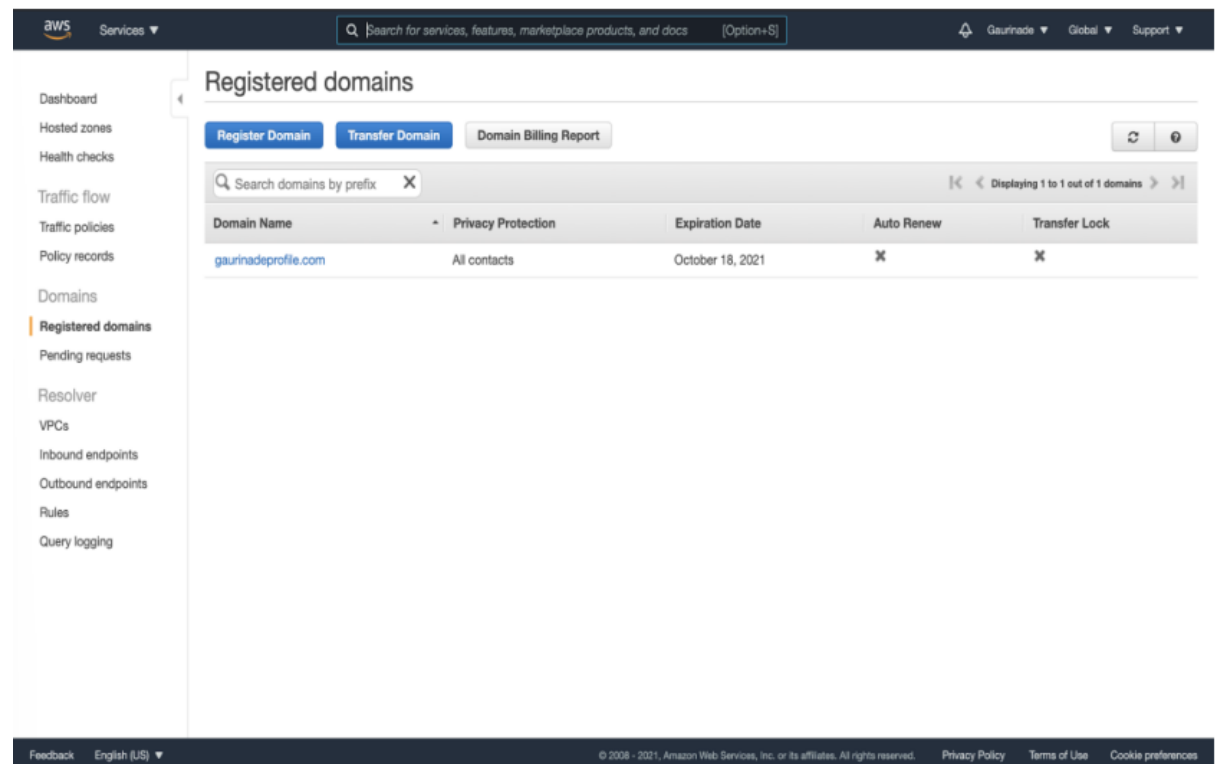 aws Services ▼ Search for services, features, marketplace products, and docs [Option+S] Gaurinade ▼ Global ▼ Support ▼
Dashboard
Hosted zones
Health checks
Traffic flow
Traffic policies
Policy records
Domains
Registered domains
Pending requests
Resolver
VPCs
Inbound endpoints
Outbound endpoints
Rules
Query logging
Registered domains
Register Domain Transfer Domain Domain Billing Report
Search domains by prefix Displaying 1 to 1 out of 1 domains
Domain Name Privacy Protection Expiration Date Auto Renew Transfer Lock
gaurinadeprofile.com All contacts October 18, 2021
Feedback English (US) ▼ © 2008 - 2021, Amazon Web Services, Inc. or its affiliates. All rights reserved. Privacy Policy Terms of Use Cookie preferences